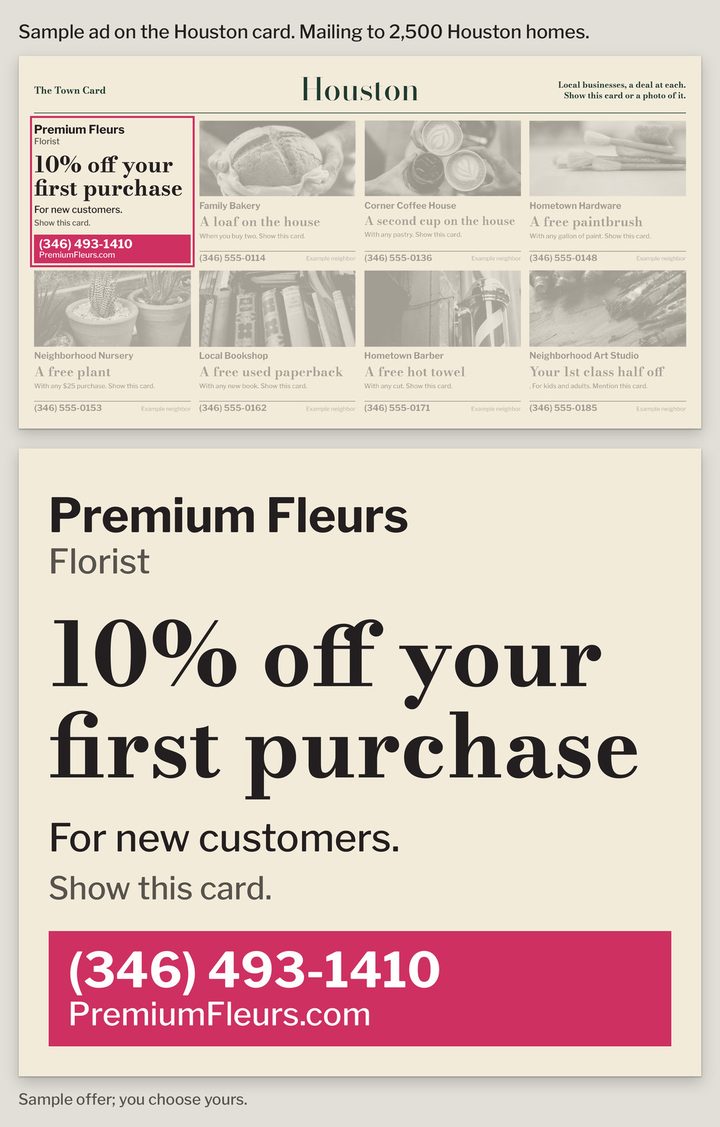 Sample ad on the Houston card. Mailing to 2,500 Houston homes.
The Town Card
Houston
Local businesses, a deal at each.
Show this card or a photo of it.
Premium Fleurs
Florist
10% off your
first purchase
For new customers.
Show this card.
(346) 493-1410
PremiumFleurs.com
Family Bakery
A loaf on the house
When you buy two. Show this card.
(346) 555-0114
Example neighbor
Corner Coffee House
A second cup on the house
With any pastry. Show this card.
(346) 555-0136
Example neighbor
Hometown Hardware
A free paintbrush
With any gallon of paint. Show this card.
(346) 555-0148
Example neighbor
Neighborhood Nursery
A free plant
With any $25 purchase. Show this card.
(346) 555-0153
Example neighbor
Local Bookshop
A free used paperback
With any new book. Show this card.
(346) 555-0162
Example neighbor
Hometown Barber
A free hot towel
With any cut. Show this card.
(346) 555-0171
Example neighbor
Neighborhood Art Studio
Your 1st class half off
For kids and adults. Mention this card.
(346) 555-0185
Example neighbor
Premium Fleurs
Florist
10% off your
first purchase
For new customers.
Show this card.
(346) 493-1410
PremiumFleurs.com
Sample offer; you choose yours.